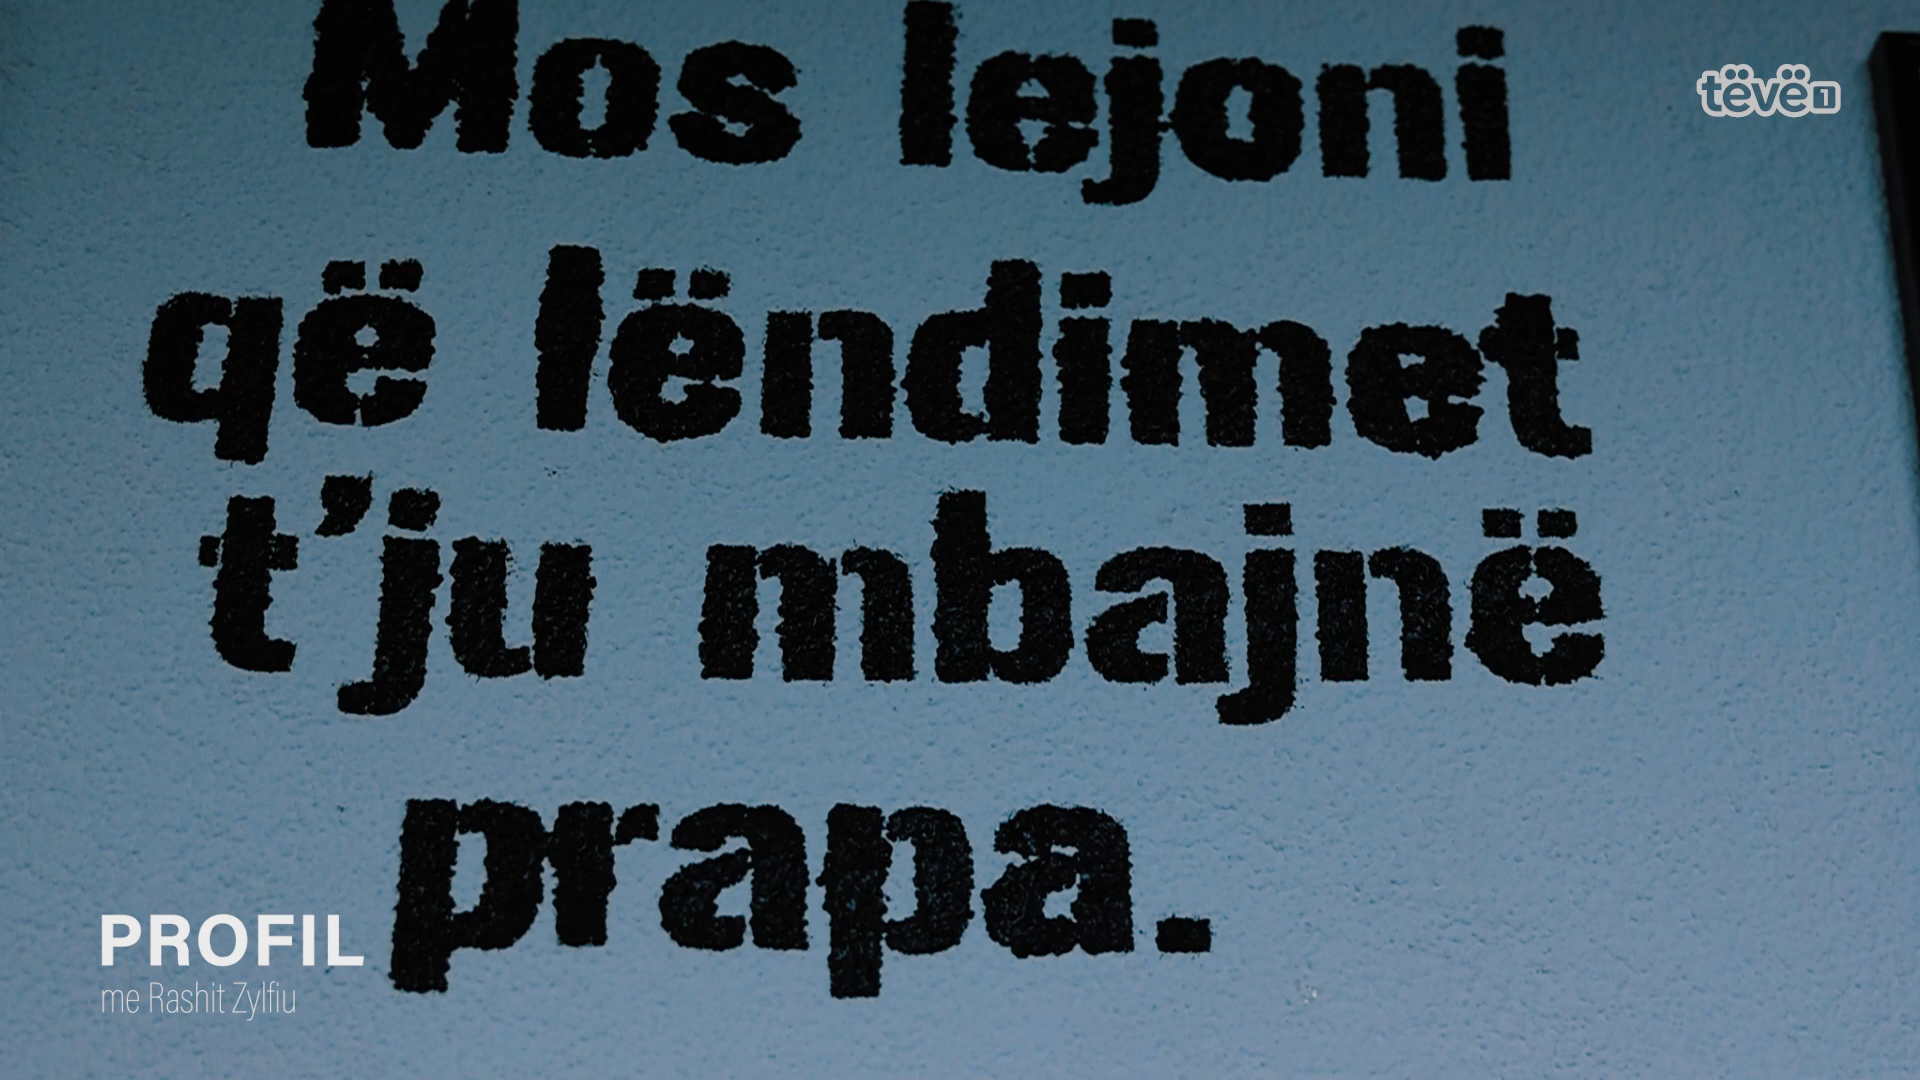 Mos lejoni
tëvë1
që lëndimet
t'ju mbajnë
prapa.
PROFIL
me Rashit Zylfiu